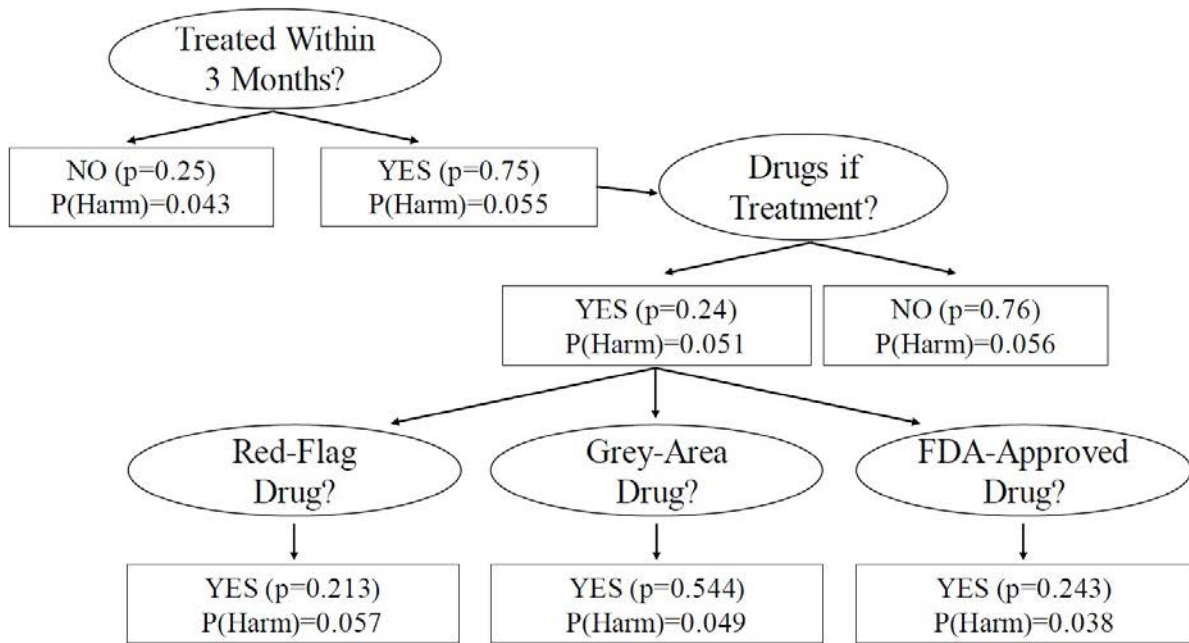 Treated Within
3 Months?
NO (p=0.25)
P(Harm)=0.043
YES (p=0.75)
P(Harm)=0.055
Drugs if
Treatment?
YES (p=0.24)
P(Harm)=0.051
NO (p=0.76)
P(Harm)=0.056
Red-Flag
Drug?
Grey-Area
Drug?
FDA-Approved
Drug?
YES (p=0.213)
P(Harm)=0.057
YES (p=0.544)
P(Harm)=0.049
YES (p=0.243)
P(Harm)=0.038